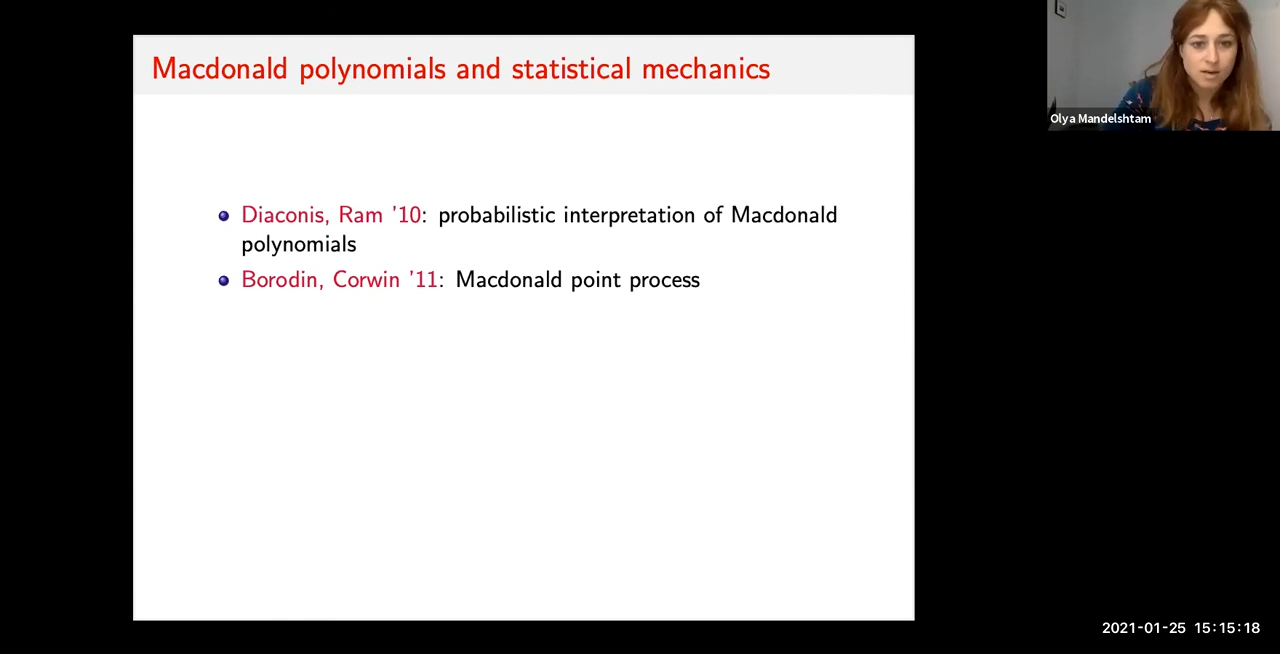 Macdonald polynomials and statistical mechanics
Olya Mandelshtam
Diaconis, Ram '10: probabilistic interpretation of Macdonald
polynomials
Borodin, Corwin '11: Macdonald point process
2021-01-25 15:15:18